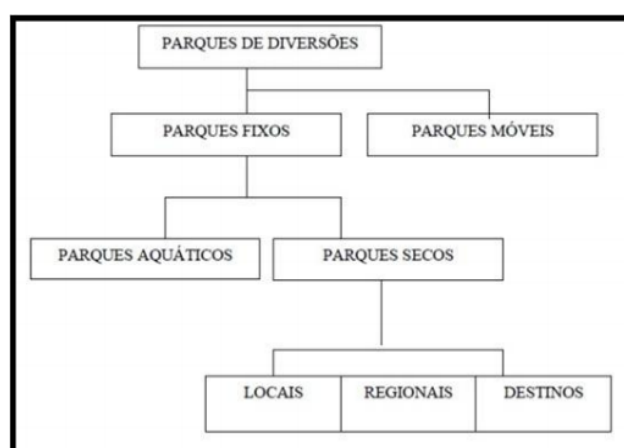 PARQUES DE DIVERSÕES
PARQUES FIXOS
PARQUES MÓVEIS
PARQUES AQUÁTICOS
PARQUES SECOS
LOCAIS
REGIONAIS
DESTINOS